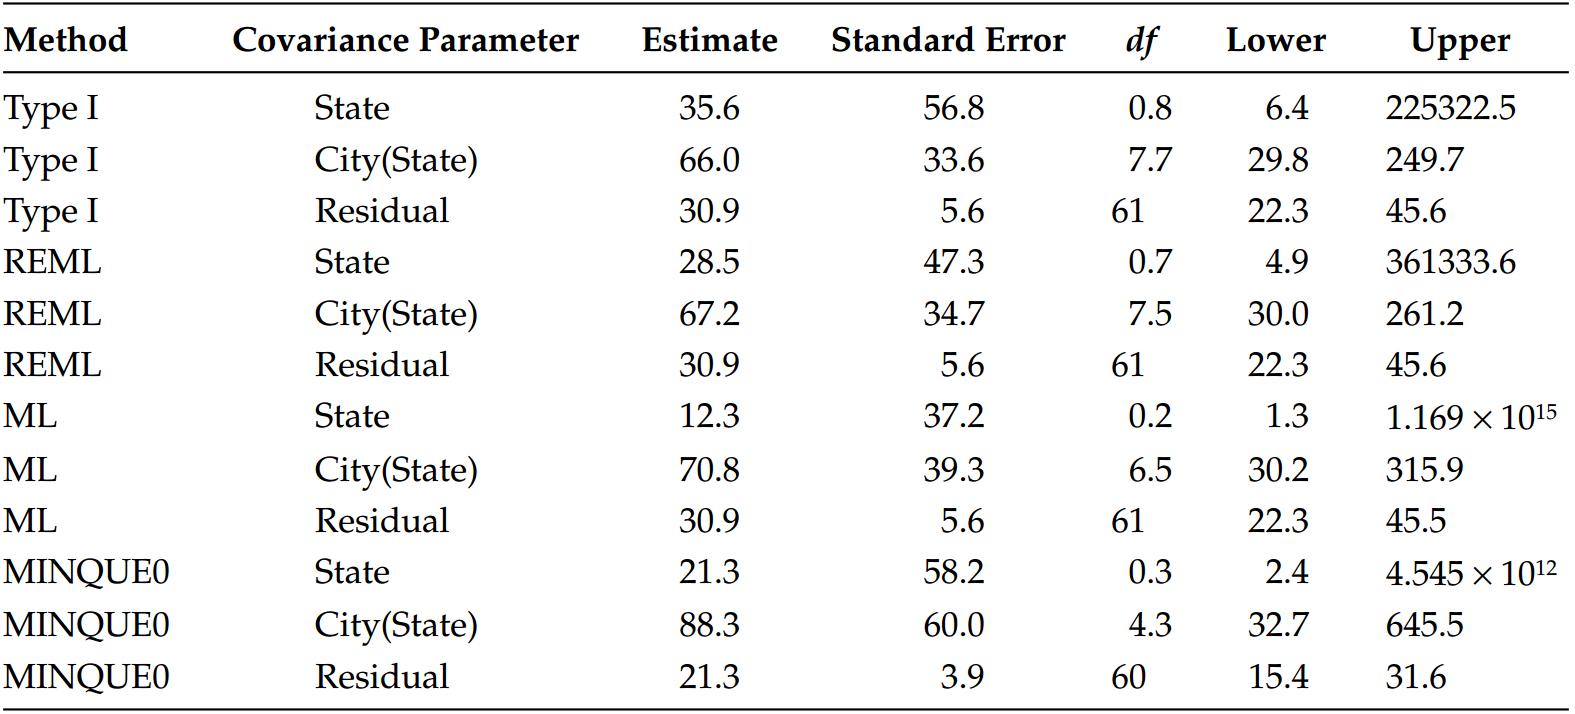 Method Covariance Parameter Estimate Standard Error df Lower Upper
Type I State 35.6 56.8 0.8 6.4 225322.5
Type I City(State) 66.0 33.6 7.7 29.8 249.7
Type I Residual 30.9 5.6 61 22.3 45.6
REML State 28.5 47.3 0.7 4.9 361333.6
REML City(State) 67.2 34.7 7.5 30.0 261.2
REML Residual 30.9 5.6 61 22.3 45.6
ML State 12.3 37.2 0.2 1.3 1.169 × 10¹⁵
ML City(State) 70.8 39.3 6.5 30.2 315.9
ML Residual 30.9 5.6 61 22.3 45.5
MINQUE0 State 21.3 58.2 0.3 2.4 4.545 × 10¹²
MINQUE0 City(State) 88.3 60.0 4.3 32.7 645.5
MINQUE0 Residual 21.3 3.9 60 15.4 31.6